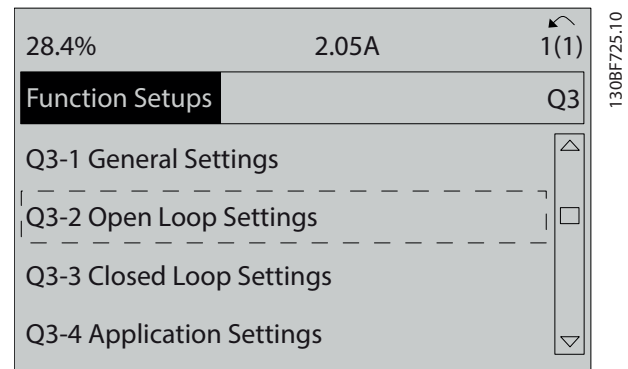 28.4% 2.05A 1(1)
Function Setups Q3
Q3-1 General Settings
Q3-2 Open Loop Settings
Q3-3 Closed Loop Settings
Q3-4 Application Settings
130BF725.10